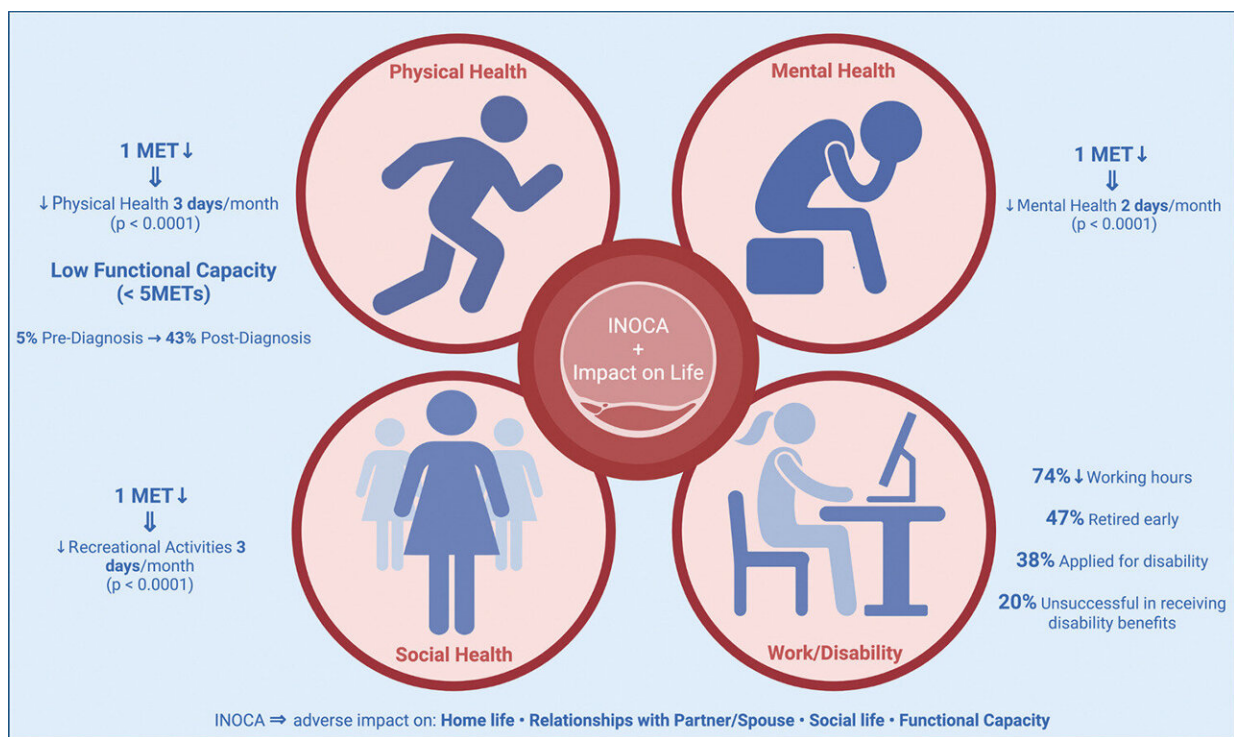 Physical Health
1 MET↓
⇓
↓Physical Health 3 days/month
(p < 0.0001)
Low Functional Capacity
(< 5METs)
5% Pre-Diagnosis → 43% Post-Diagnosis
Mental Health
1 MET↓
⇓
↓Mental Health 2 days/month
(p < 0.0001)
INOCA
+
Impact on Life
1 MET↓
⇓
↓Recreational Activities 3
days/month
(p < 0.0001)
Social Health
74%↓ Working hours
47% Retired early
38% Applied for disability
20% Unsuccessful in receiving
disability benefits
Work/Disability
INOCA ⇒ adverse impact on: Home life • Relationships with Partner/Spouse • Social life • Functional Capacity